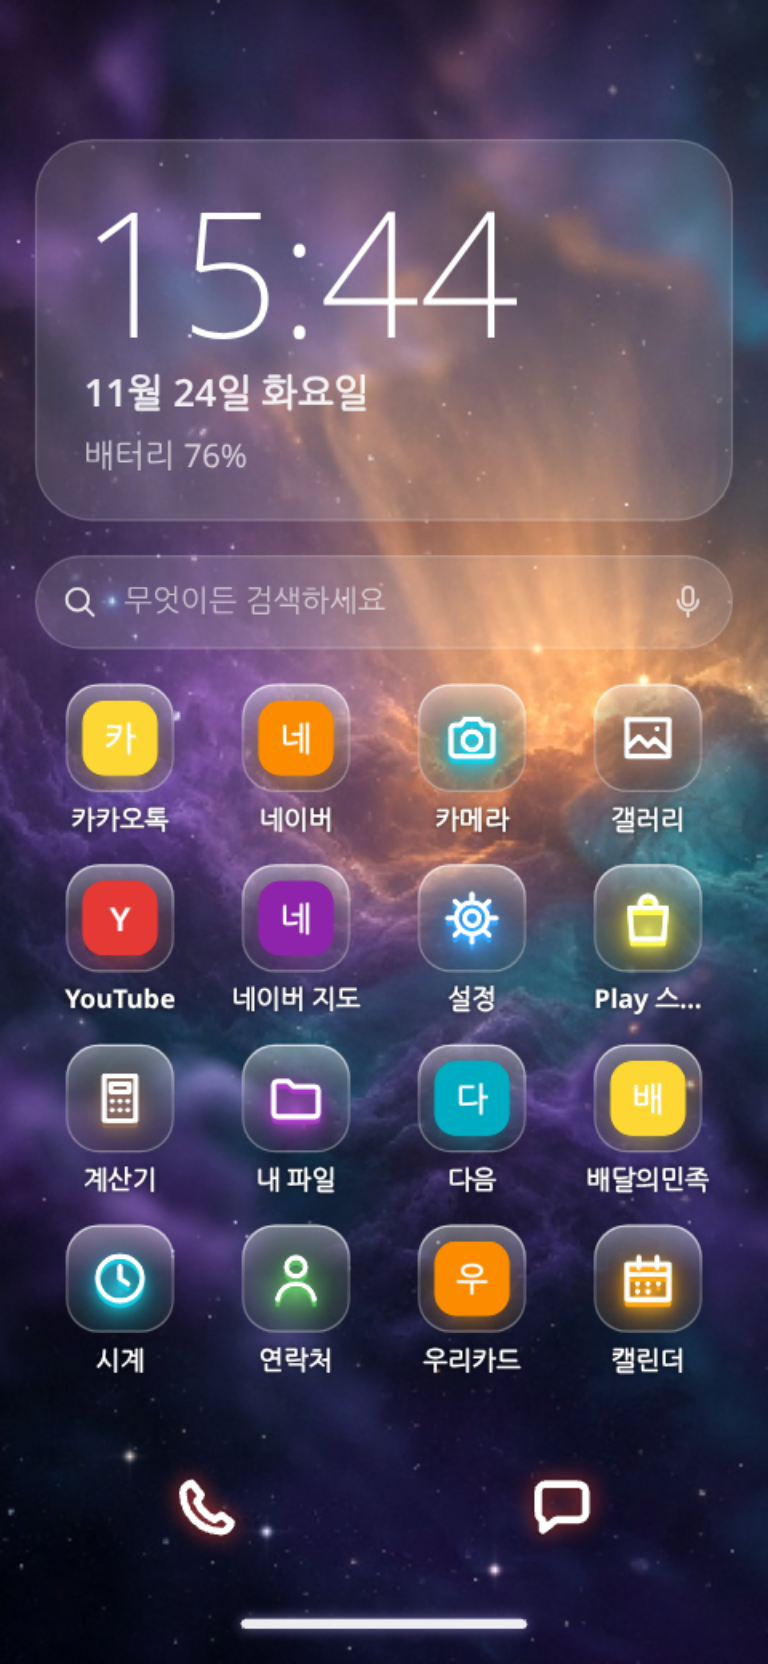 15:44
11월 24일 화요일
배터리 76%
무엇이든 검색하세요
카 네
카카오톡 네이버 카메라 갤러리
Y 네
YouTube 네이버 지도 설정 Play 스...
다 배
계산기 내 파일 다음 배달의민족
우
시계 연락처 우리카드 캘린더